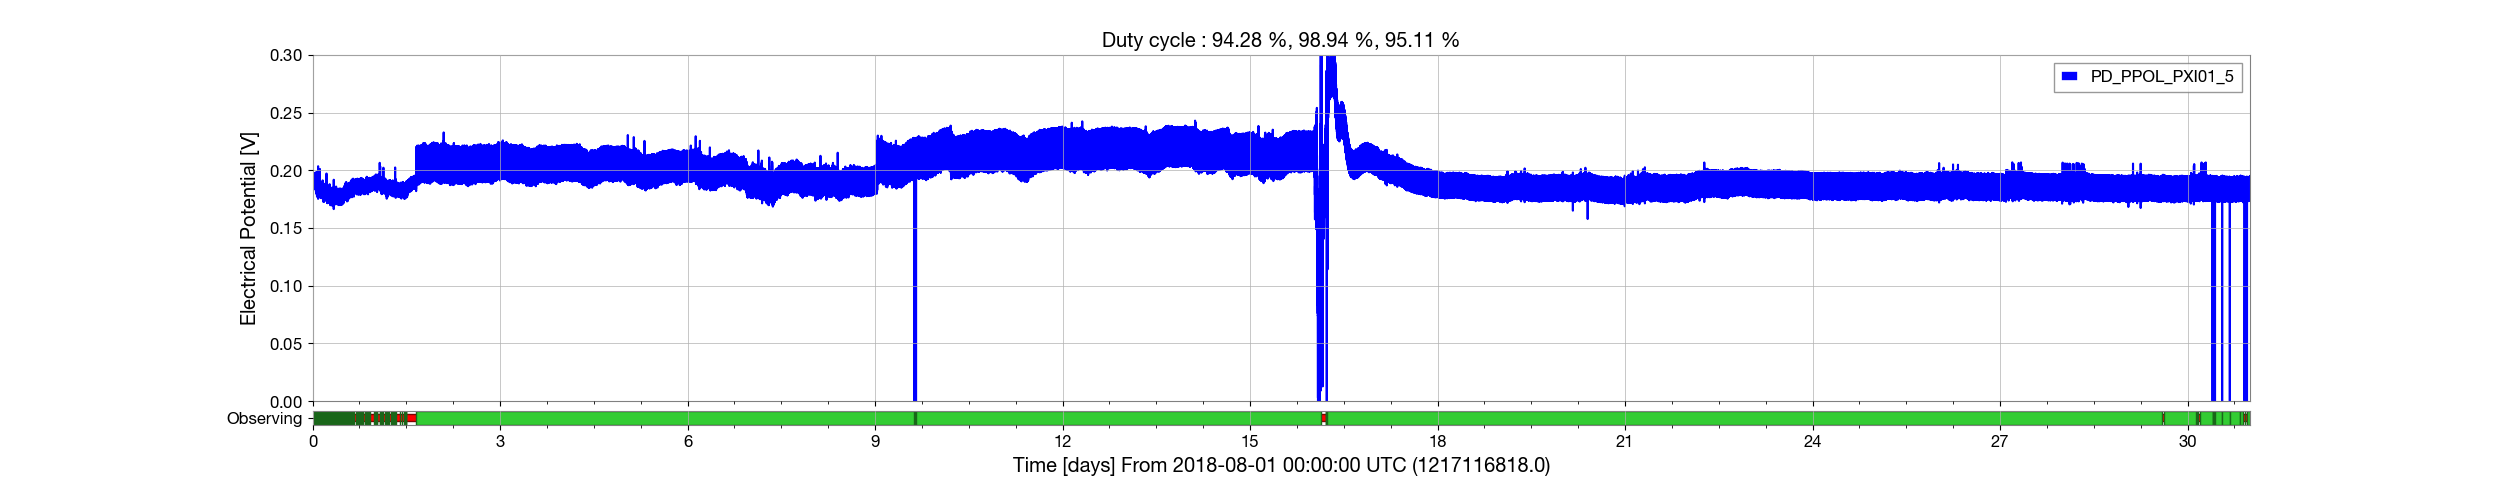 Duty cycle : 94.28 %, 98.94 %, 95.11 %
PD_PPOL_PXI01_5
Electrical Potential [V]
0.30
0.25
0.20
0.15
0.10
0.05
0.00
Observing
0 3 6 9 12 15 18 21 24 27 30
Time [days] From 2018-08-01 00:00:00 UTC (1217116818.0)